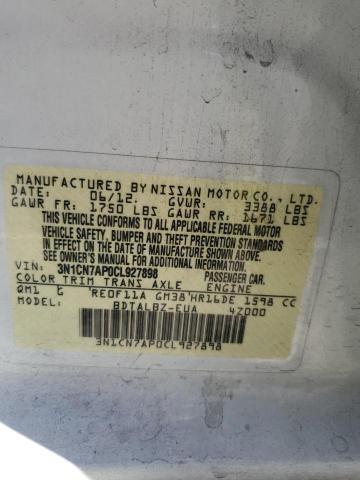 MANUFACTURED BY NISSAN MOTOR CO., LTD.
DATE: 06/12 GVWR: 3388 LBS
GAWR FR: 1750 LBS GAWR RR: 1671 LBS
THIS VEHICLE CONFORMS TO ALL APPLICABLE FEDERAL MOTOR
VEHICLE SAFETY, BUMPER, AND THEFT PREVENTION STANDARDS
IN EFFECT ON THE DATE OF MANUFACTURE SHOWN ABOVE.
SEE OWNER'S MANUAL FOR ADDITIONAL INFORMATION.
VIN: 3N1CN7AP0CL927898 PASSENGER CAR
COLOR TRIM TRANS AXLE ENGINE
QM1 RE0F11A GM38 HR16DE 1598 CC
MODEL: BDTALBZ-EUA 4Z000
3N1CN7AP0CL927898